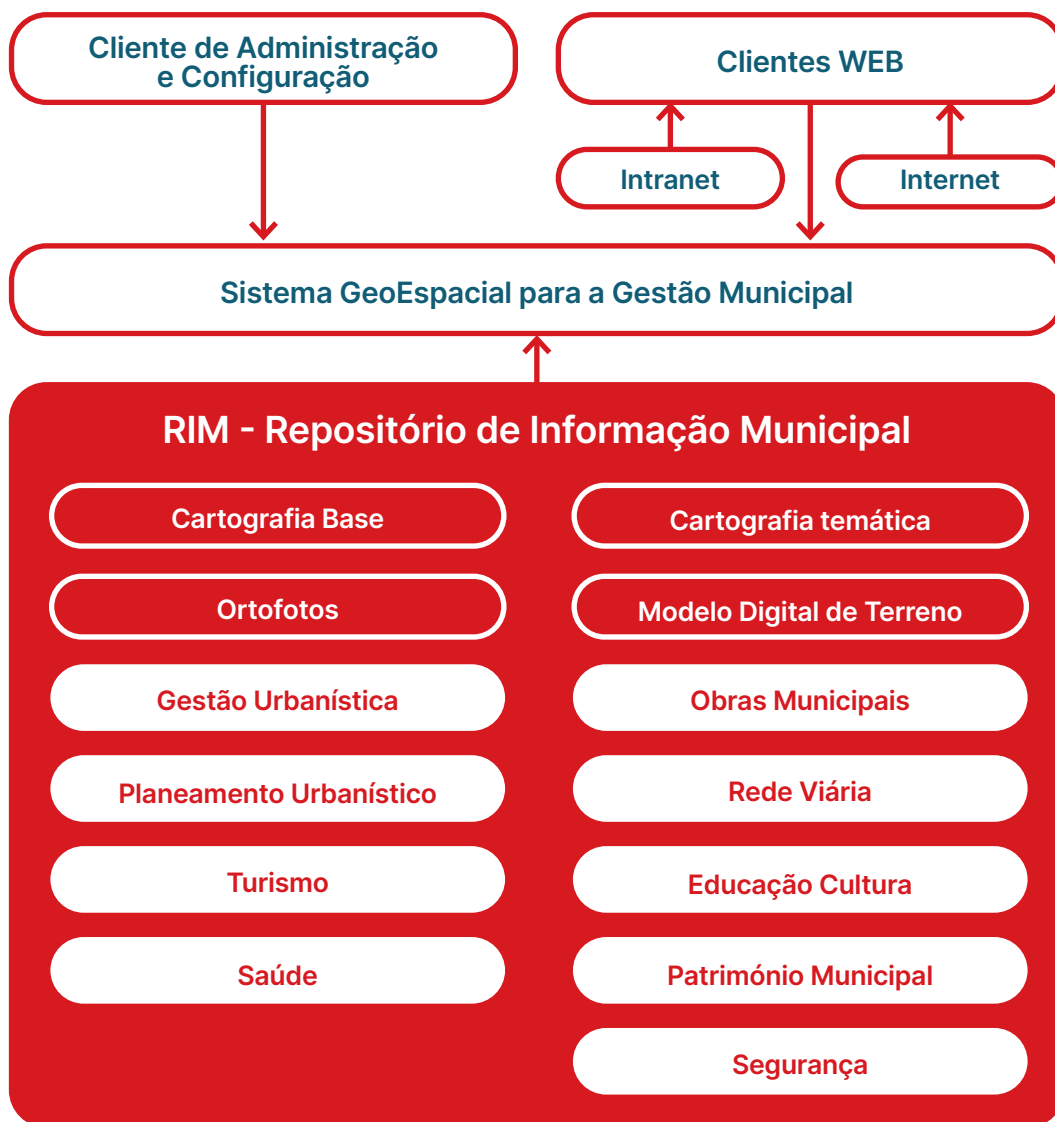 Cliente de Administração
e Configuração
Clientes WEB
Intranet
Internet
Sistema GeoEspacial para a Gestão Municipal
RIM - Repositório de Informação Municipal
Cartografia Base
Cartografia temática
Ortofotos
Modelo Digital de Terreno
Gestão Urbanística
Obras Municipais
Planeamento Urbanístico
Rede Viária
Turismo
Educação Cultura
Saúde
Património Municipal
Segurança